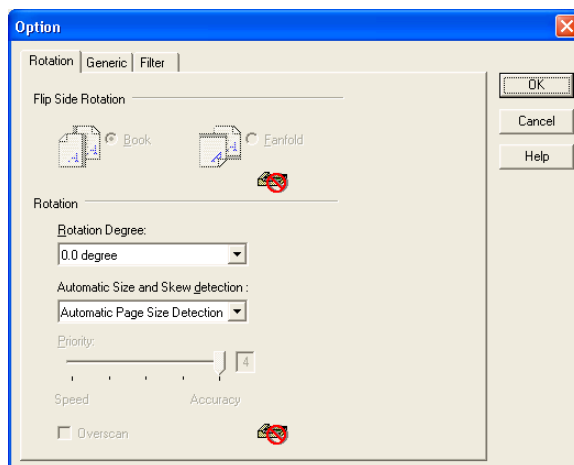 Option
Rotation Generic Filter
OK
Cancel
Help
Flip Side Rotation
Book Fanfold
Rotation
Rotation Degree:
0.0 degree
Automatic Size and Skew detection :
Automatic Page Size Detection
Priority:
4
Speed Accuracy
Overscan